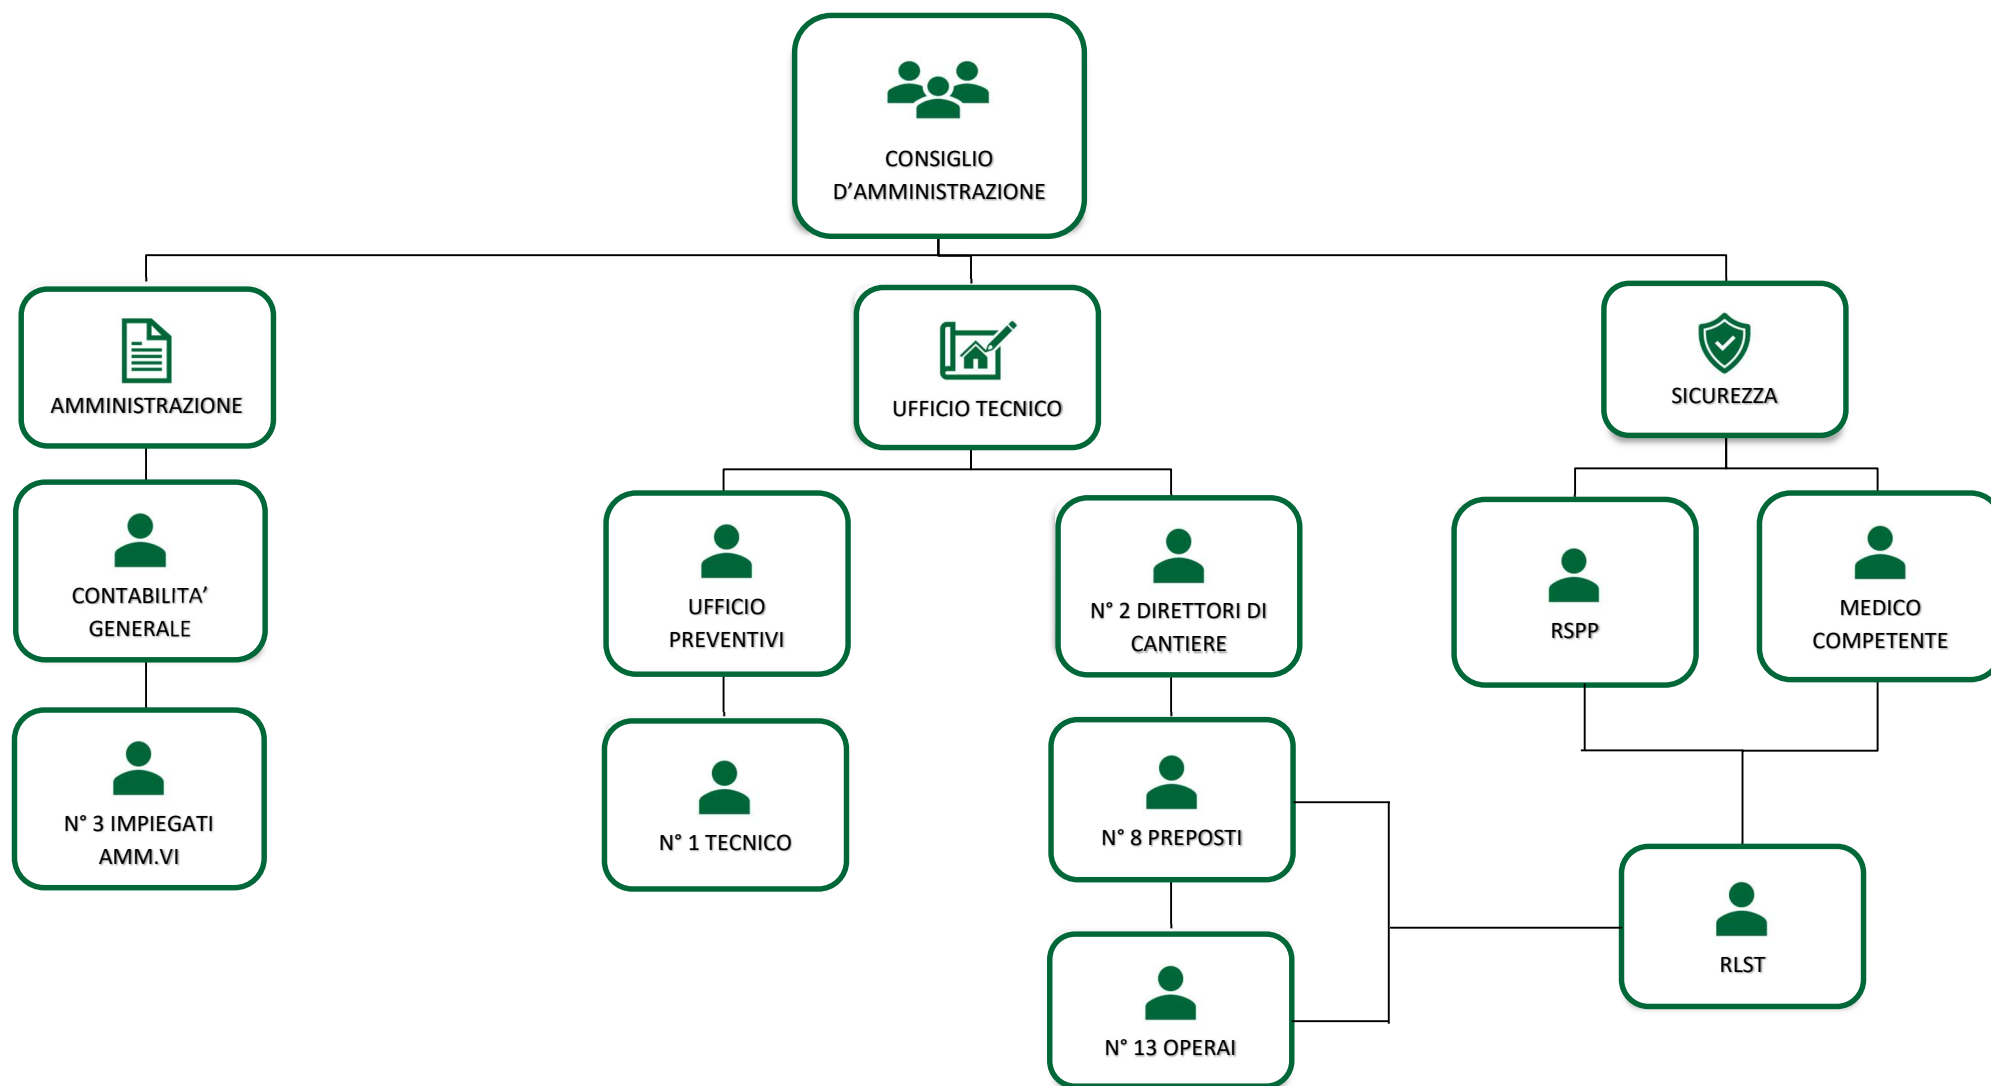 CONSIGLIO
D’AMMINISTRAZIONE
AMMINISTRAZIONE
UFFICIO TECNICO
SICUREZZA
CONTABILITA’
GENERALE
UFFICIO
PREVENTIVI
N° 2 DIRETTORI DI
CANTIERE
RSPP
MEDICO
COMPETENTE
N° 3 IMPIEGATI
AMM.VI
N° 1 TECNICO
N° 8 PREPOSTI
RLST
N° 13 OPERAI